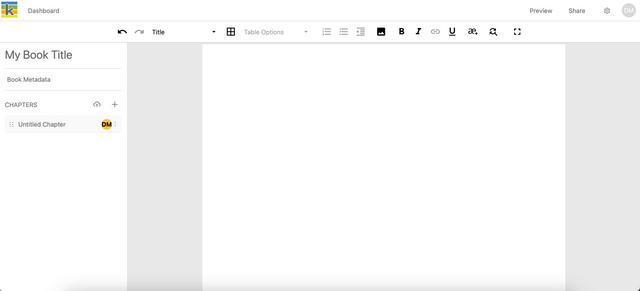 Dashboard
Preview
Share
DM
Title
Table Options
B
I
U
My Book Title
Book Metadata
CHAPTERS
Untitled Chapter
DM